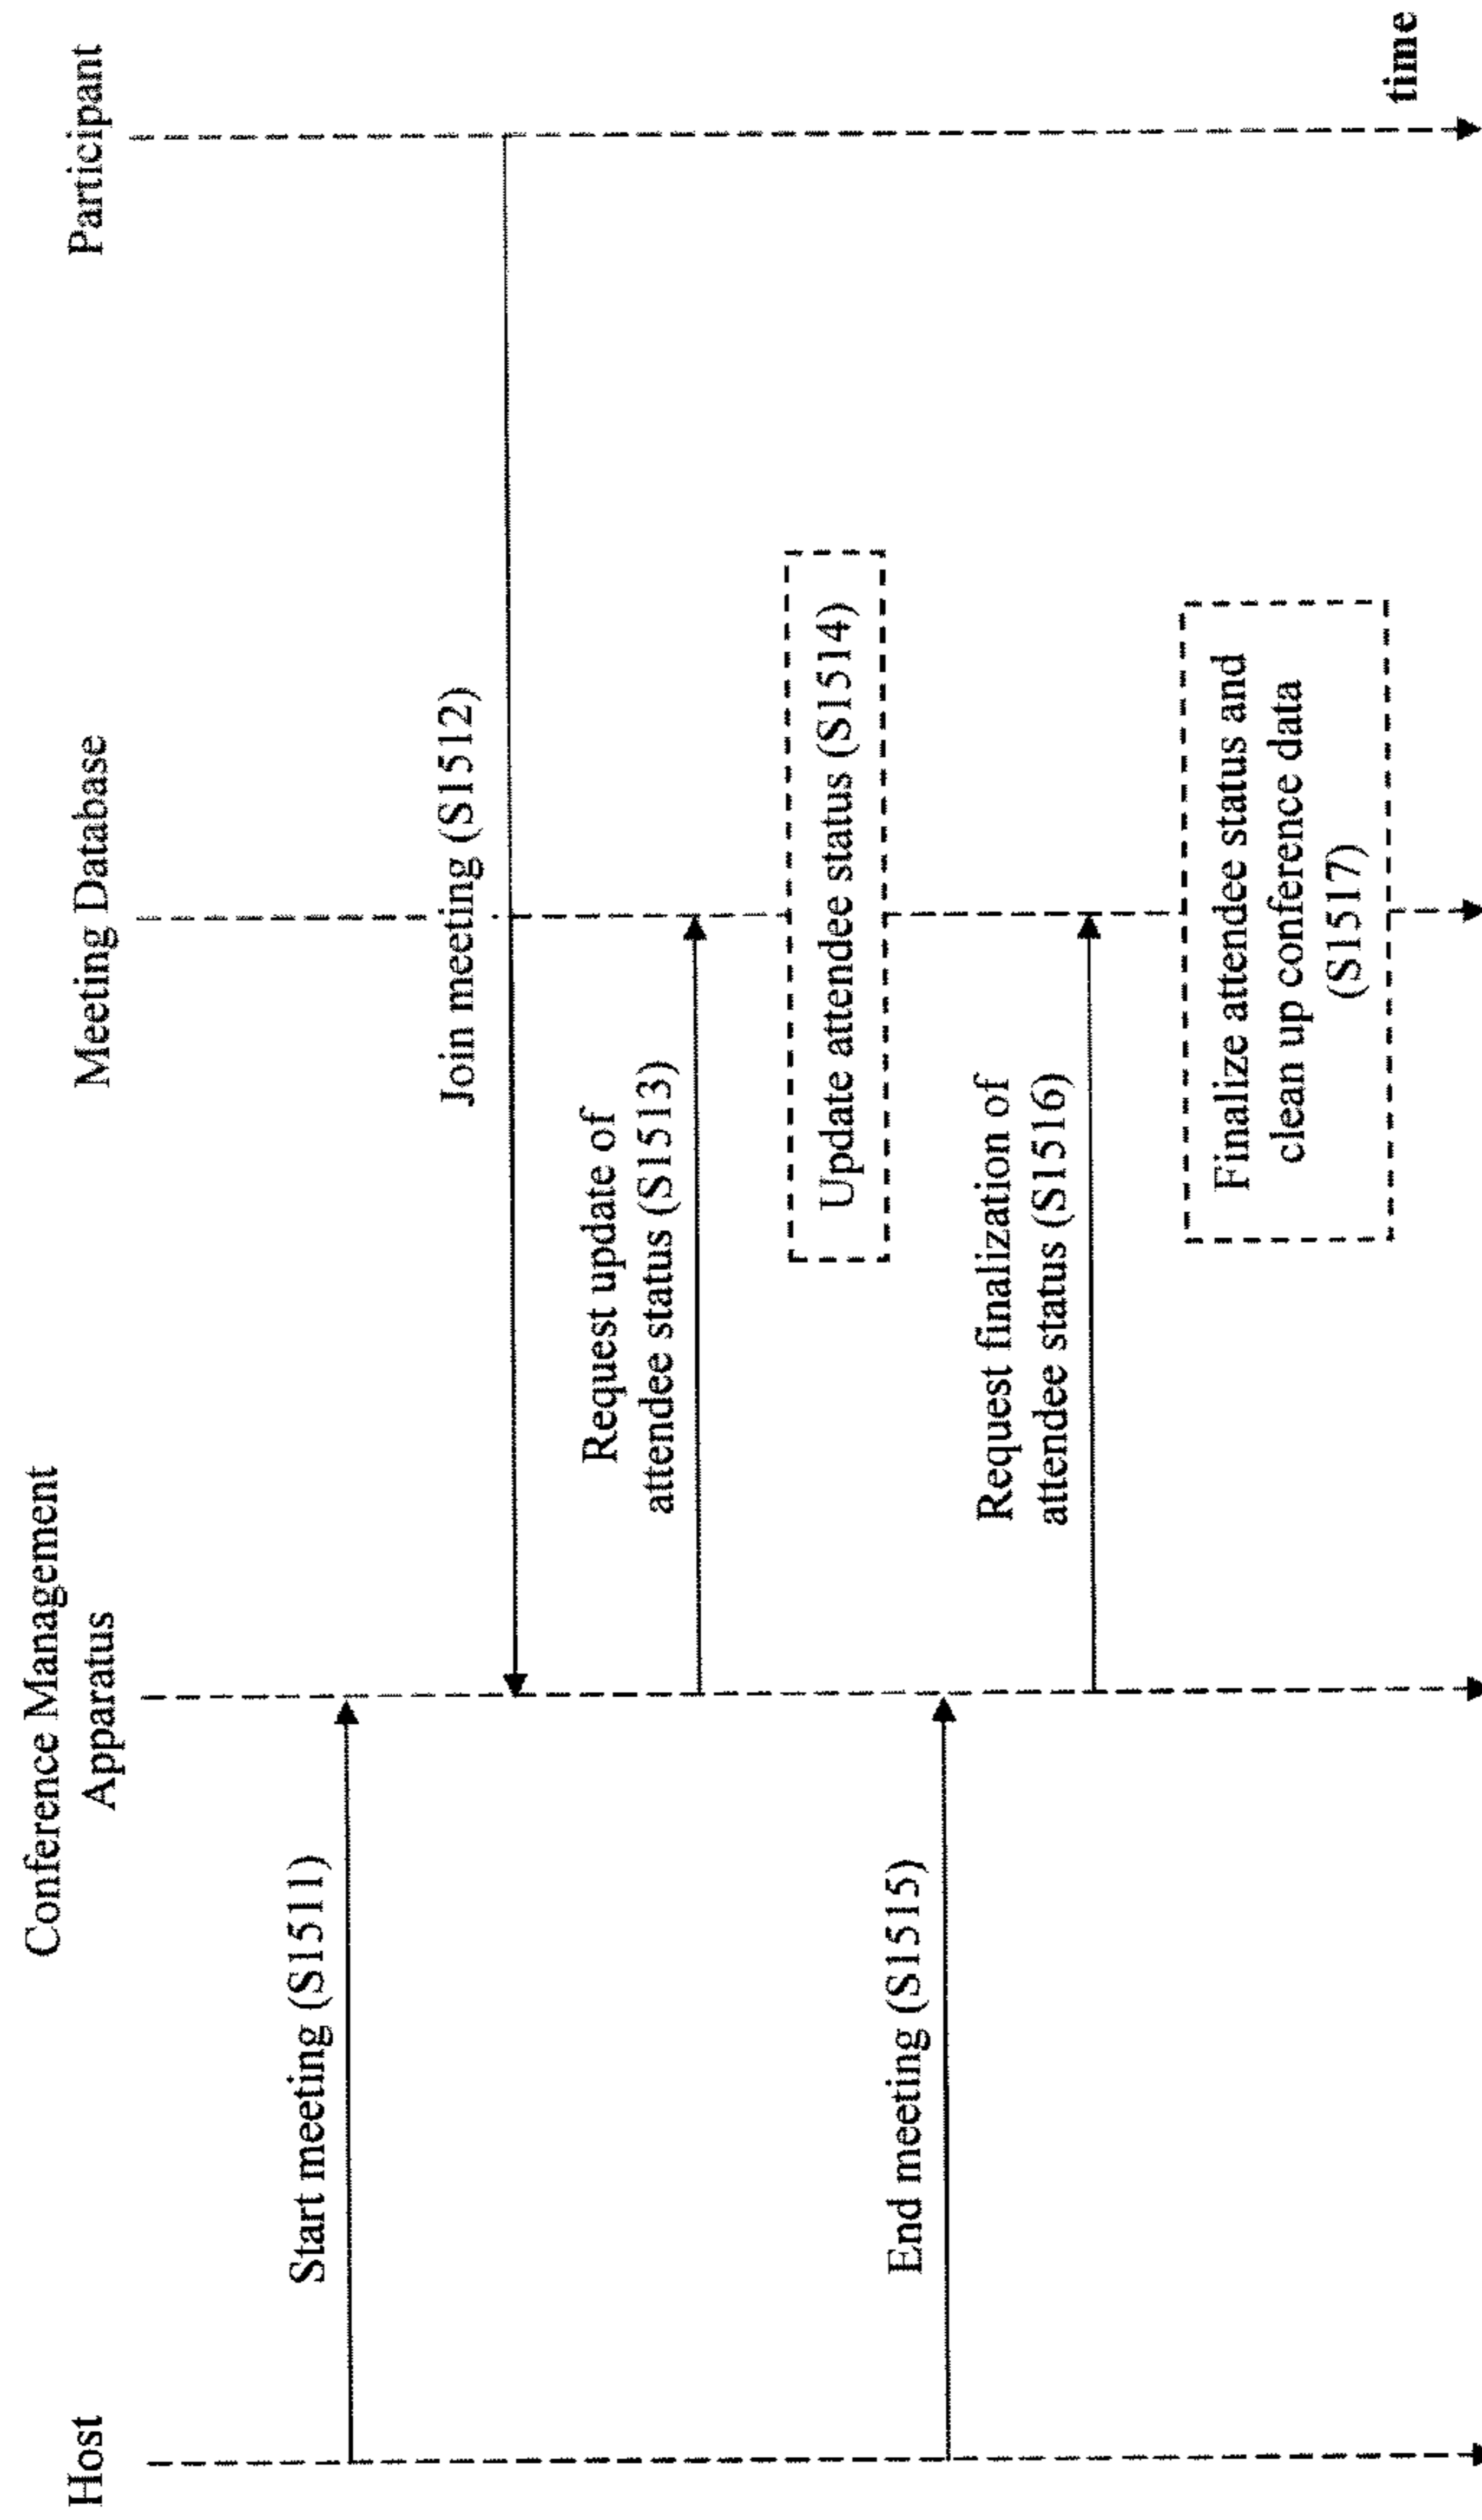 Host
Conference Management
Apparatus
Meeting Database
Participant
Start meeting (S1511)
Join meeting (S1512)
Request update of
attendee status (S1513)
Update attendee status (S1514)
End meeting (S1515)
Request finalization of
attendee status (S1516)
Finalize attendee status and
clean up conference data
(S1517)
time